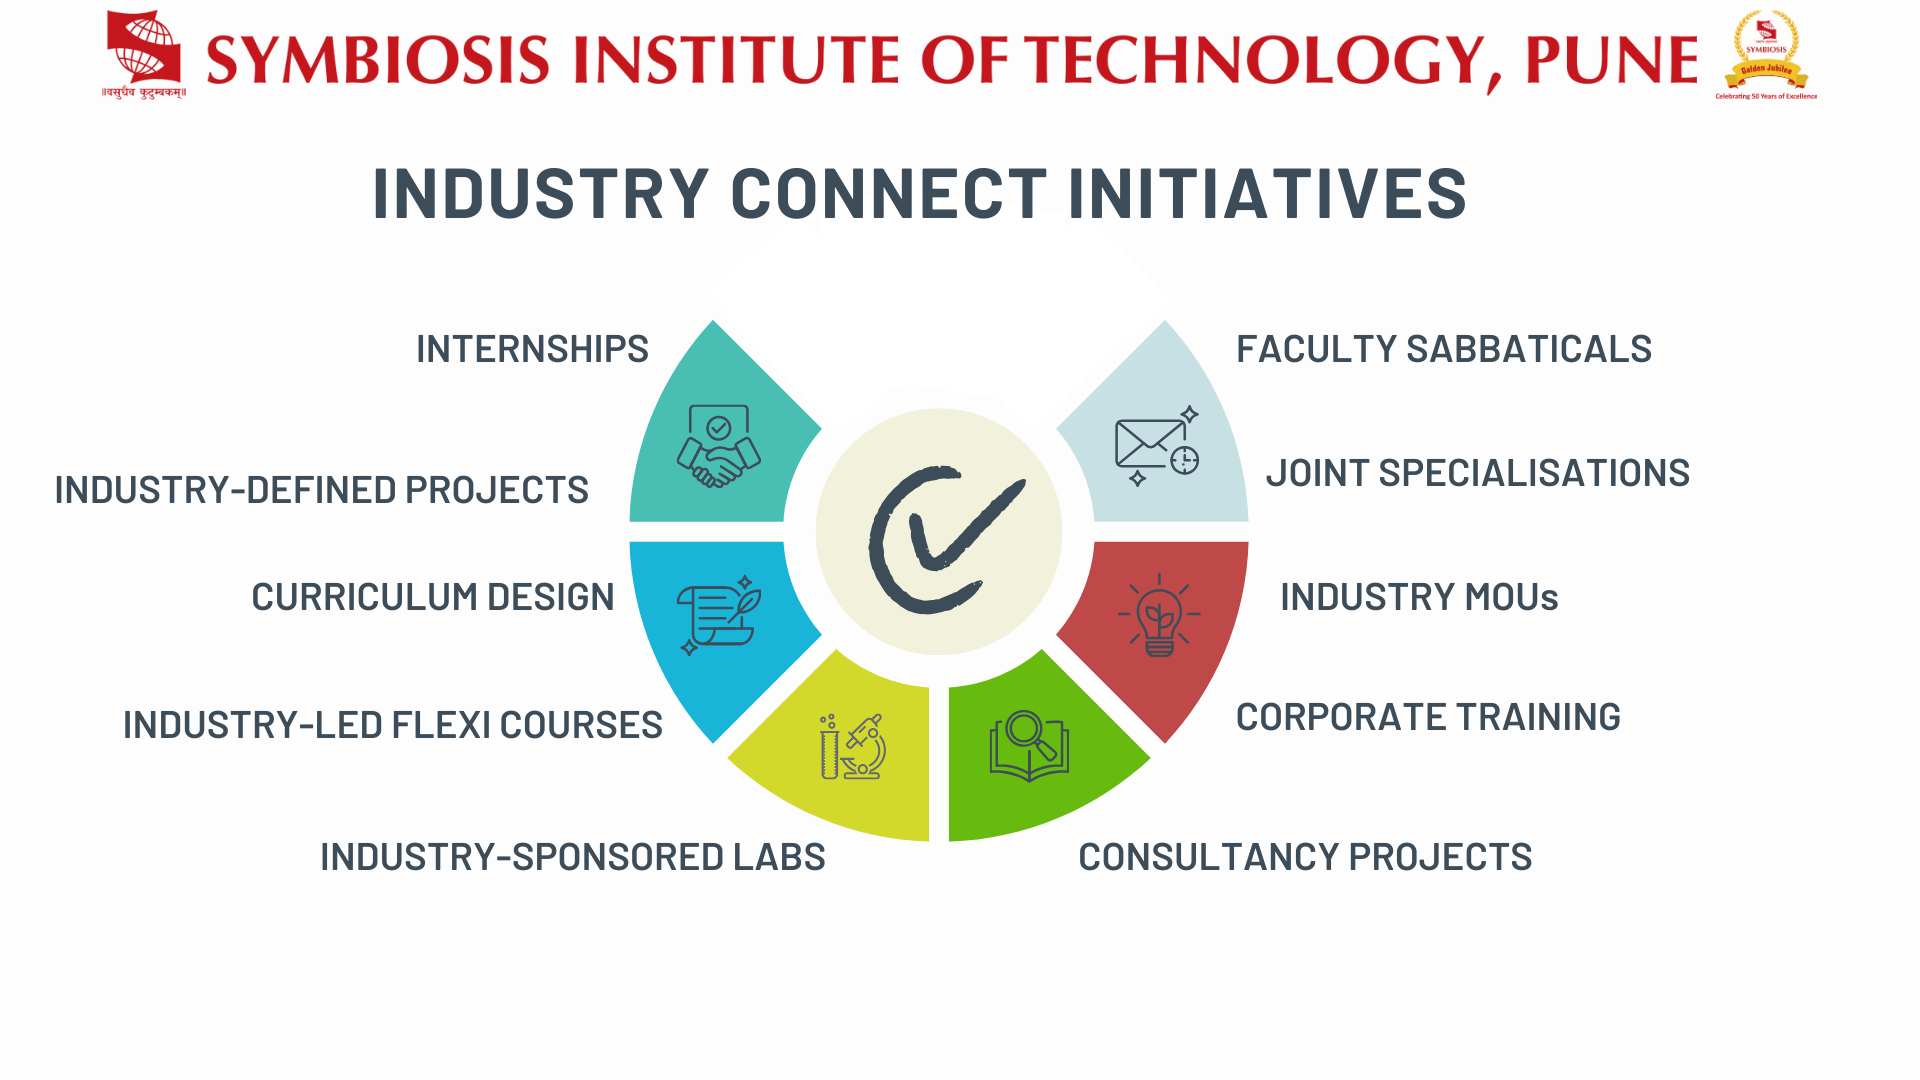 SYMBIOSIS INSTITUTE OF TECHNOLOGY, PUNE
॥वसुधैव कुटुम्बकम्॥
SYMBIOSIS
Golden Jubilee
Celebrating 50 Years of Excellence
INDUSTRY CONNECT INITIATIVES
INTERNSHIPS
INDUSTRY-DEFINED PROJECTS
CURRICULUM DESIGN
INDUSTRY-LED FLEXI COURSES
INDUSTRY-SPONSORED LABS
FACULTY SABBATICALS
JOINT SPECIALISATIONS
INDUSTRY MOUs
CORPORATE TRAINING
CONSULTANCY PROJECTS